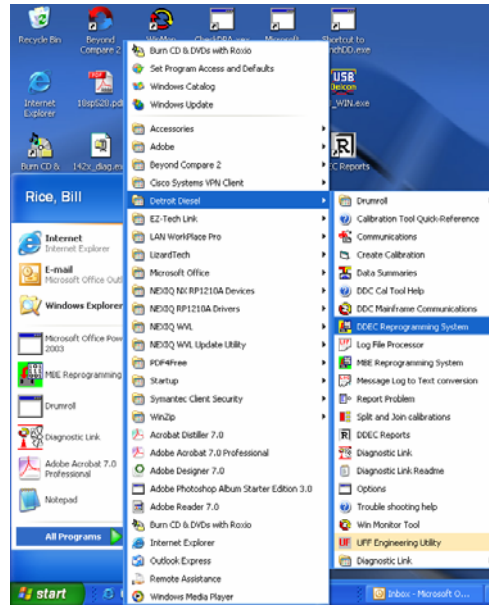 Recycle Bin
Beyond
Compare 2
Internet
Explorer
Burn CD &
USB
_WIN.exe
Rice, Bill
Internet
Internet Explorer
E-mail
Microsoft Office Outl
Windows Explorer
Microsoft Office Pow
2003
MBE Reprogramming
Drumroll
Diagnostic Link
Adobe Acrobat 7.0
Professional
Notepad
All Programs
start
Burn CD & DVDs with Roxio
Set Program Access and Defaults
Windows Catalog
Windows Update
Accessories
Adobe
Beyond Compare 2
Cisco Systems VPN Client
Detroit Diesel
EZ-Tech Link
LAN WorkPlace Pro
LizardTech
Microsoft Office
NEXIQ NX RP1210A Devices
NEXIQ RP1210A Drivers
NEXIQ WVL
NEXIQ WVL Update Utility
PDF4Free
Startup
Symantec Client Security
WinZip
Acrobat Distiller 7.0
Adobe Acrobat 7.0 Professional
Adobe Designer 7.0
Adobe Photoshop Album Starter Edition 3.0
Adobe Reader 7.0
Burn CD & DVDs with Roxio
Internet Explorer
Outlook Express
Remote Assistance
Windows Media Player
Drumroll
Calibration Tool Quick-Reference
Communications
Create Calibration
Data Summaries
DDC Cal Tool Help
DDC Mainframe Communications
DDEC Reprogramming System
Log File Processor
MBE Reprogramming System
Message Log to Text conversion
Report Problem
Split and Join calibrations
DDEC Reports
Diagnostic Link
Diagnostic Link Readme
Options
Trouble shooting help
Win Monitor Tool
UFF Engineering Utility
Diagnostic Link
Inbox - Microsoft O...